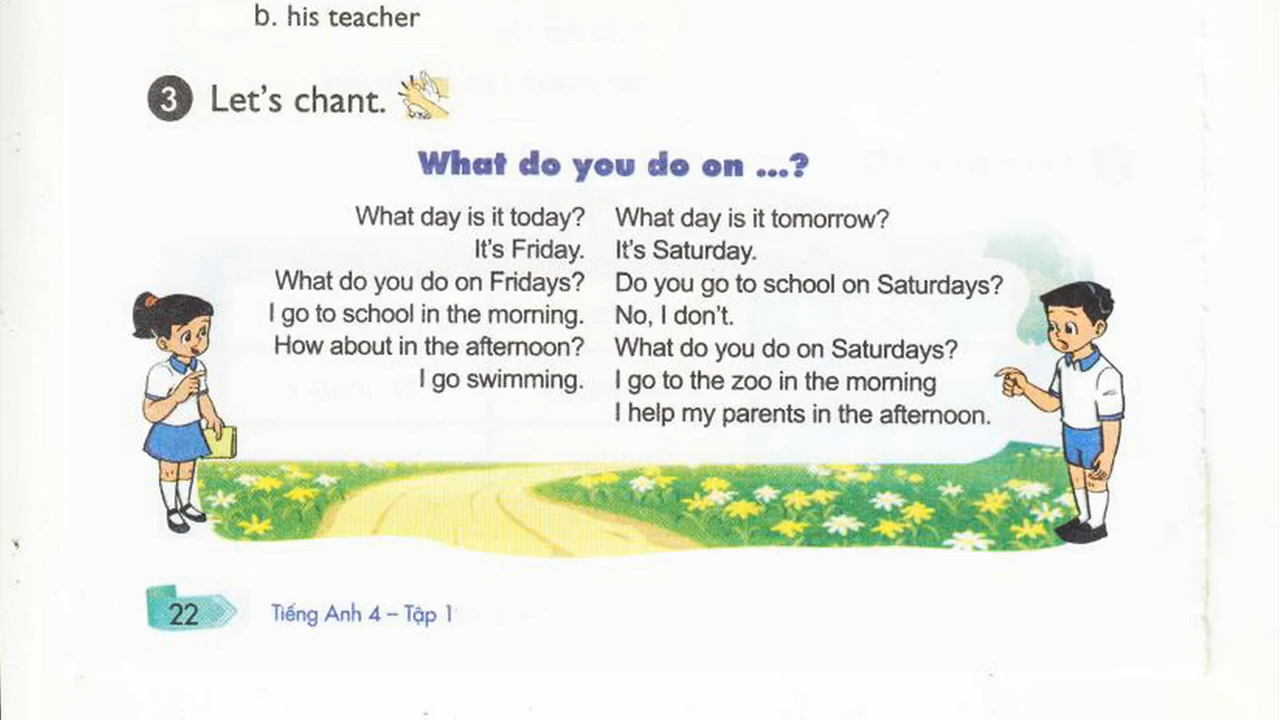 b. his teacher
3 Let's chant.
What do you do on ...?
What day is it today?
It's Friday.
What do you do on Fridays?
I go to school in the morning.
How about in the afternoon?
I go swimming.
What day is it tomorrow?
It's Saturday.
Do you go to school on Saturdays?
No, I don't.
What do you do on Saturdays?
I go to the zoo in the morning
I help my parents in the afternoon.
22 Tiếng Anh 4 – Tập 1